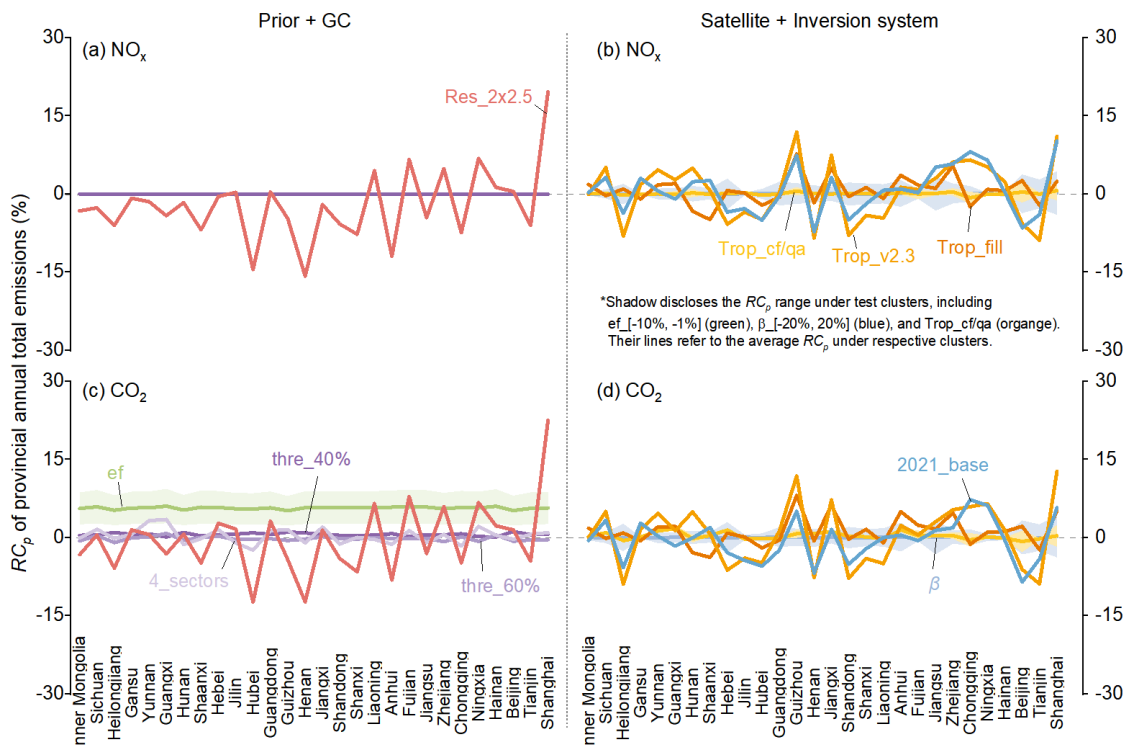 Prior + GC
Satellite + Inversion system
RCp of provincial annual total emissions (%)
30
15
0
-15
-30
(a) NOx
Res_2x2.5
(b) NOx
Trop_cf/qa
Trop_v2.3
Trop_fill
*Shadow discloses the RCp range under test clusters, including
ef_[-10%, -1%] (green), β_[-20%, 20%] (blue), and Trop_cf/qa (organge).
Their lines refer to the average RCp under respective clusters.
30
15
0
-15
-30
30
15
0
-15
-30
(c) CO2
ef
thre_40%
4_sectors
thre_60%
(d) CO2
2021_base
β
30
15
0
-15
-30
nner Mongolia
Sichuan
Heilongjiang
Gansu
Yunnan
Guangxi
Hunan
Shaanxi
Hebei
Jilin
Hubei
Guangdong
Guizhou
Henan
Jiangxi
Shandong
Shanxi
Liaoning
Anhui
Fujian
Jiangsu
Zhejiang
Chongqing
Ningxia
Hainan
Beijing
Tianjin
Shanghai
nner Mongolia
Sichuan
Heilongjiang
Gansu
Yunnan
Guangxi
Hunan
Shaanxi
Hebei
Jilin
Hubei
Guangdong
Guizhou
Henan
Jiangxi
Shandong
Shanxi
Liaoning
Anhui
Fujian
Jiangsu
Zhejiang
Chongqing
Ningxia
Hainan
Beijing
Tianjin
Shanghai